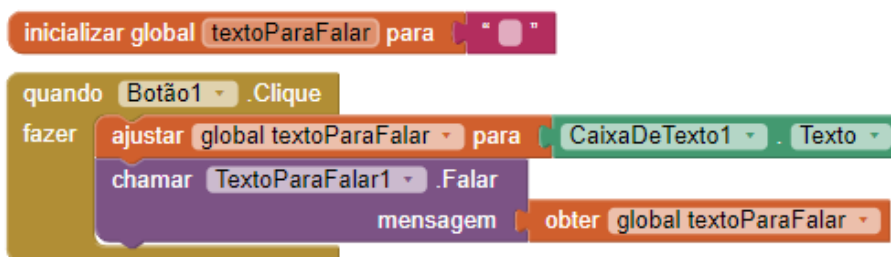 inicializar global textoParaFalar para " "
quando Botão1 .Clique
fazer ajustar global textoParaFalar para CaixaDeTexto1 . Texto
chamar TextoParaFalar1 .Falar
mensagem obter global textoParaFalar